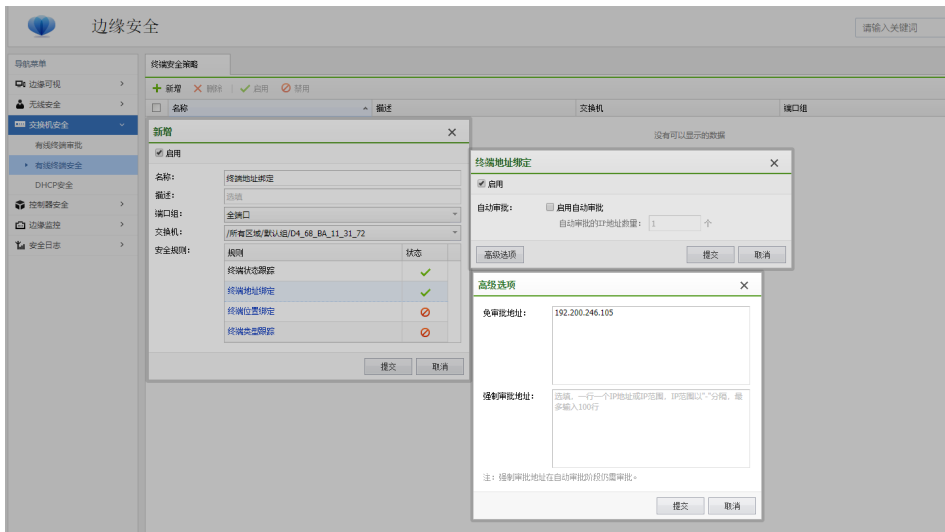 边缘安全
请输入关键词
导航菜单
边缘可视
无线安全
交换机安全
有线终端审批
有线终端安全
DHCP安全
控制器安全
边缘监控
安全日志
终端安全策略
新增 删除 启用 禁用
名称 描述 交换机 端口组
没有可以显示的数据
新增
启用
名称: 终端地址绑定
描述: 选填
端口组: 全端口
交换机: /所有区域/默认组/D4_68_BA_11_31_72
安全规则: 规则 状态
终端状态跟踪
终端地址绑定
终端位置绑定
终端类型跟踪
提交 取消
终端地址绑定
启用
自动审批: 启用自动审批
自动审批的IP地址数量: 1 个
高级选项 提交 取消
高级选项
免审批地址: 192.200.246.105
强制审批地址: 选填,一行一个IP地址或IP范围,IP范围以"-"分隔,最
多输入100行
注:强制审批地址在自动审批阶段仍需审批。
提交 取消